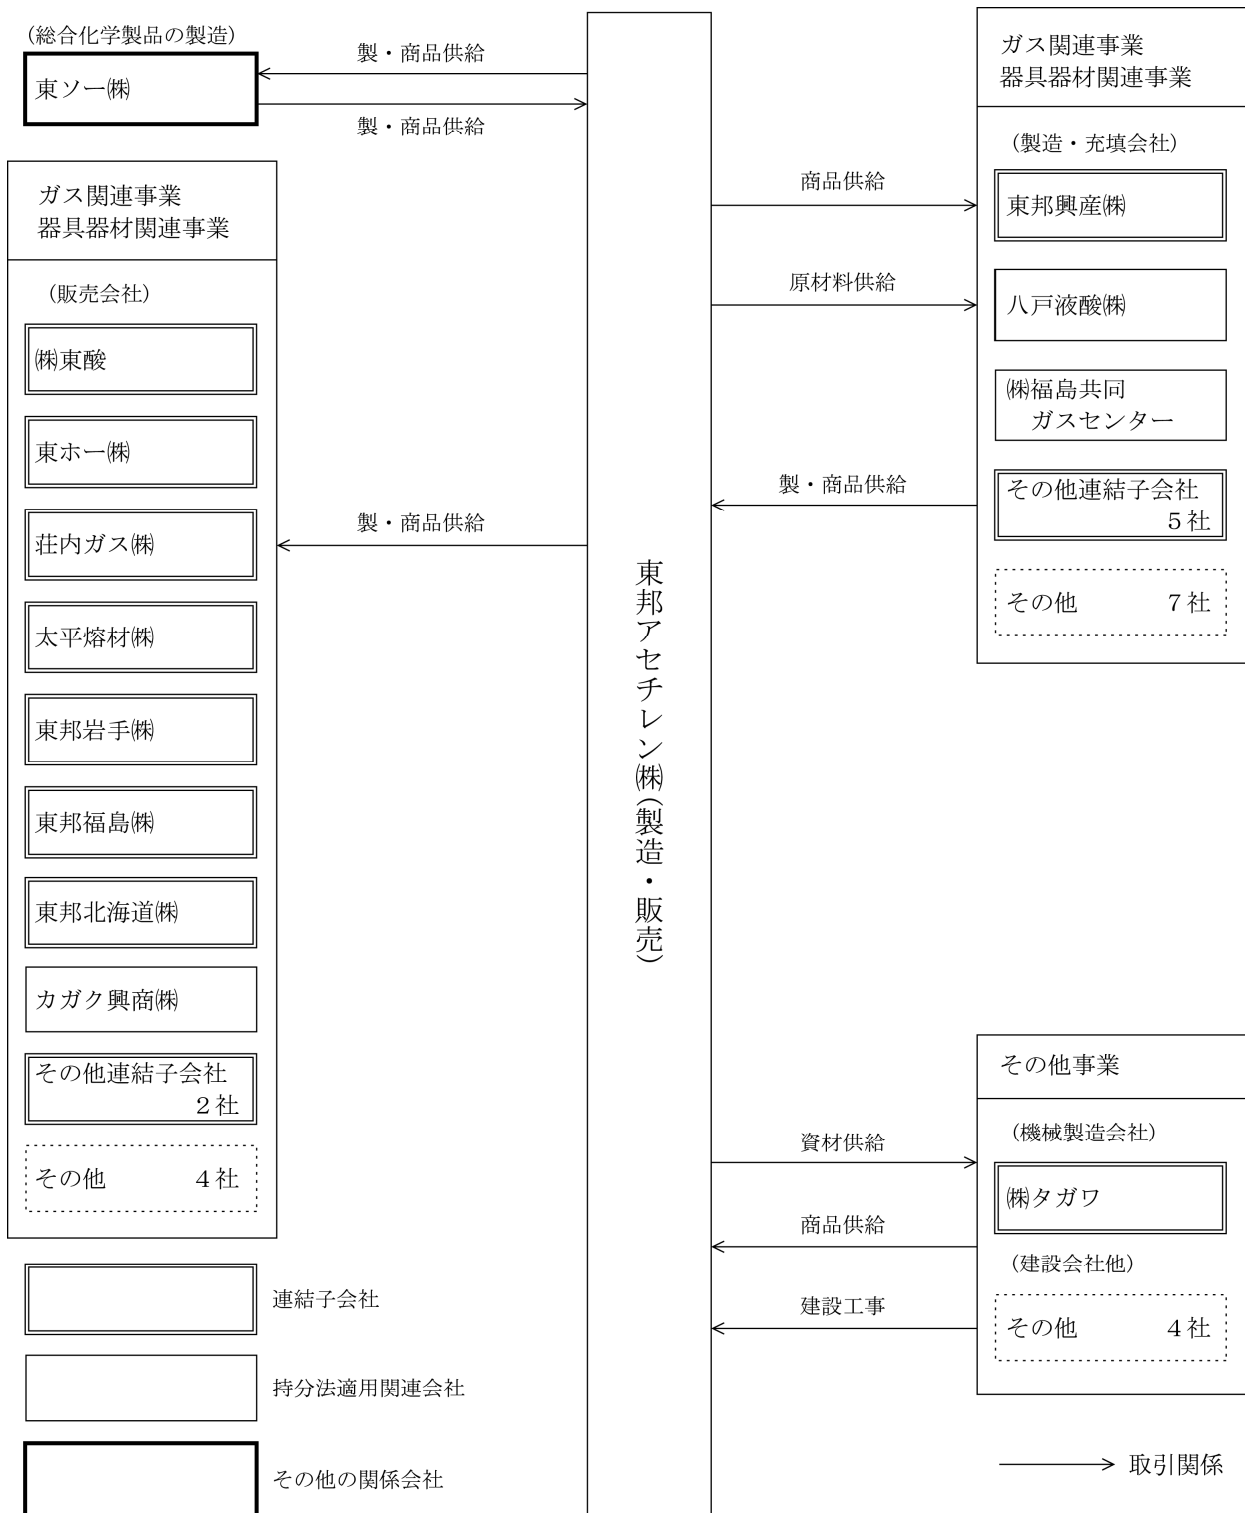 (総合化学製品の製造)
東ソー㈱
製・商品供給
製・商品供給
ガス関連事業
器具器材関連事業
(販売会社)
㈱東酸
東ホー㈱
荘内ガス㈱
太平熔材㈱
東邦岩手㈱
東邦福島㈱
東邦北海道㈱
カガク興商㈱
その他連結子会社
2社
その他 4社
製・商品供給
東邦アセチレン㈱(製造・販売)
ガス関連事業
器具器材関連事業
(製造・充填会社)
東邦興産㈱
八戸液酸㈱
㈱福島共同
ガスセンター
その他連結子会社
5社
その他 7社
商品供給
原材料供給
製・商品供給
その他事業
(機械製造会社)
㈱タガワ
(建設会社他)
その他 4社
資材供給
商品供給
建設工事
連結子会社
持分法適用関連会社
その他の関係会社
取引関係